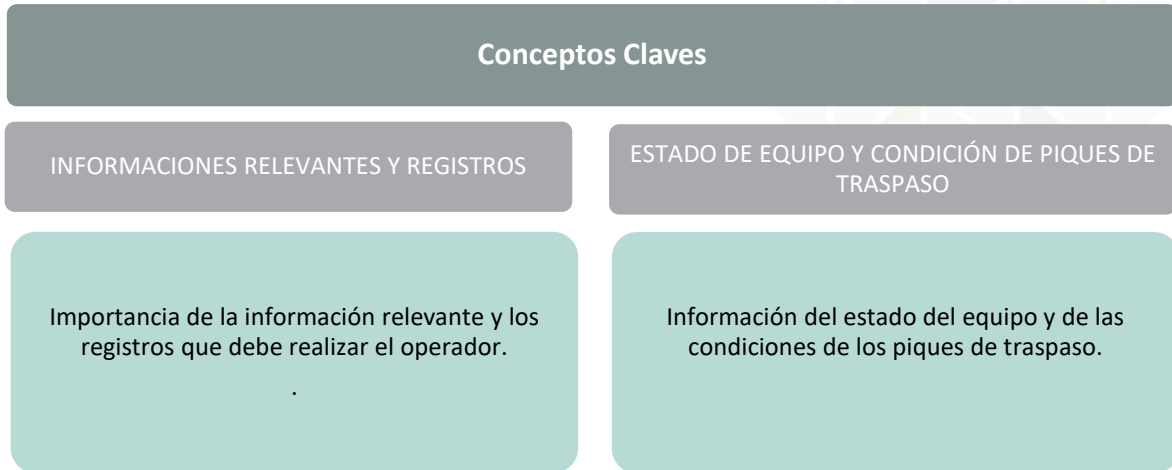 Conceptos Claves
INFORMACIONES RELEVANTES Y REGISTROS
ESTADO DE EQUIPO Y CONDICIÓN DE PIQUES DE
TRASPASO
Importancia de la información relevante y los
registros que debe realizar el operador.
.
Información del estado del equipo y de las
condiciones de los piques de traspaso.